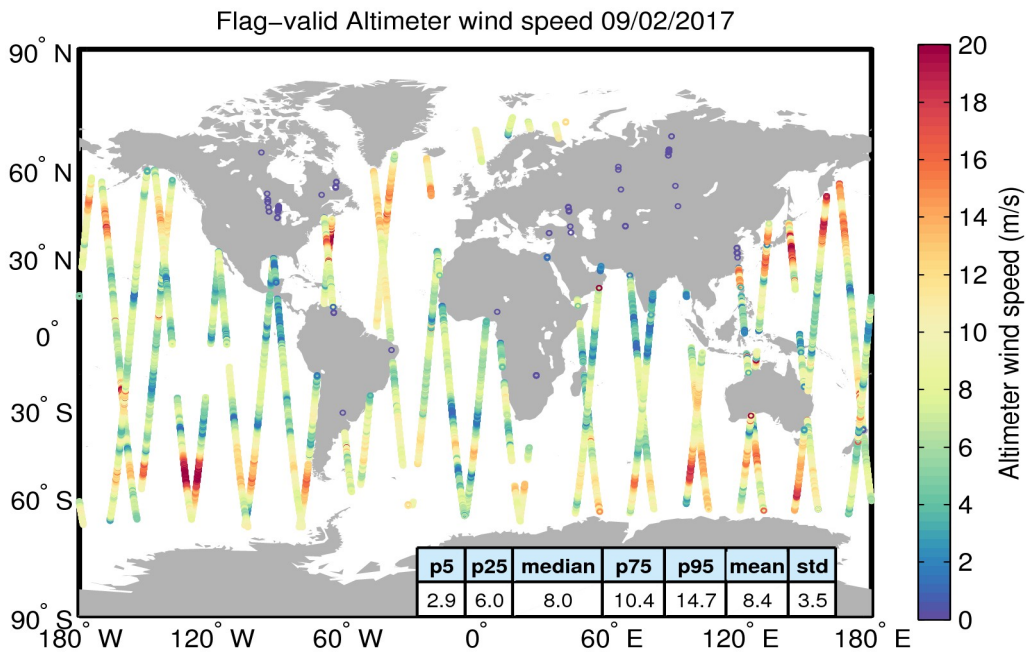 Flag−valid Altimeter wind speed 09/02/2017
90° N
60° N
30° N
0°
30° S
60° S
90° S
180° W
120° W
60° W
0°
60° E
120° E
180° E
p5 p25 median p75 p95 mean std
2.9 6.0 8.0 10.4 14.7 8.4 3.5
20
18
16
14
12
10
8
6
4
2
0
Altimeter wind speed (m/s)